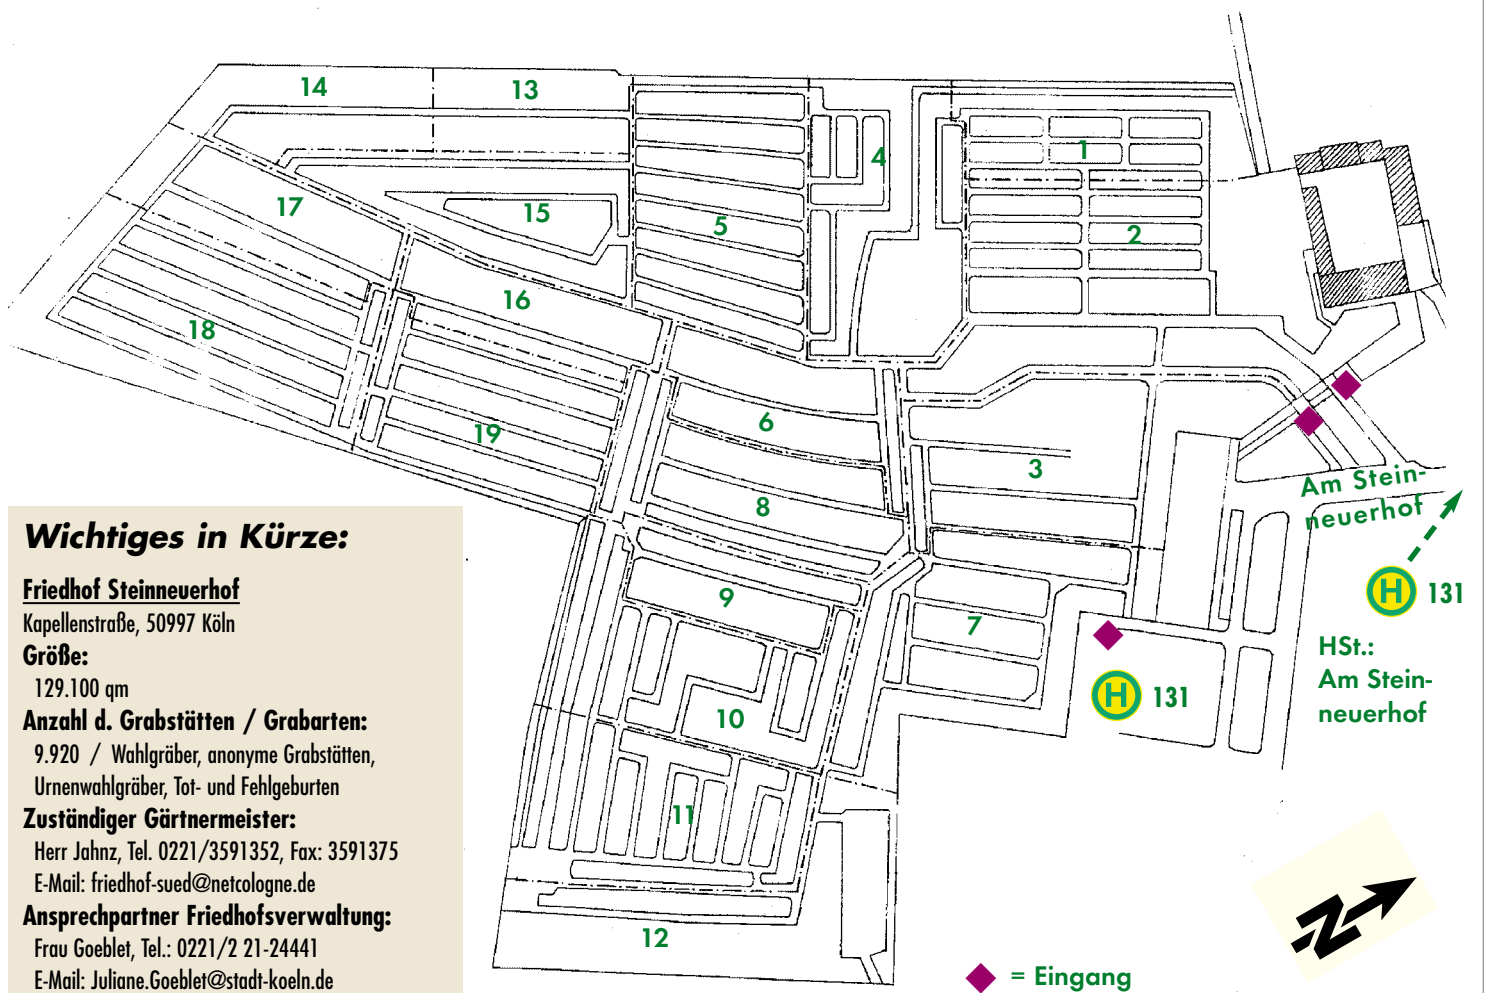 14
13
1
4
17
15
5
2
16
18
6
19
3
8
Am Stein-
neuerhof
H 131
9
7
HSt.:
Am Stein-
neuerhof
H 131
10
11
12
N
= Eingang
Wichtiges in Kürze:
Friedhof Steinneuerhof
Kapellenstraße, 50997 Köln
Größe:
129.100 qm
Anzahl d. Grabstätten / Grabarten:
9.920 / Wahlgräber, anonyme Grabstätten,
Urnenwahlgräber, Tot- und Fehlgeburten
Zuständiger Gärtnermeister:
Herr Jahnz, Tel. 0221/3591352, Fax: 3591375
E-Mail: friedhof-sued@netcologne.de
Ansprechpartner Friedhofsverwaltung:
Frau Goeblet, Tel.: 0221/2 21-24441
E-Mail: Juliane.Goeblet@stadt-koeln.de